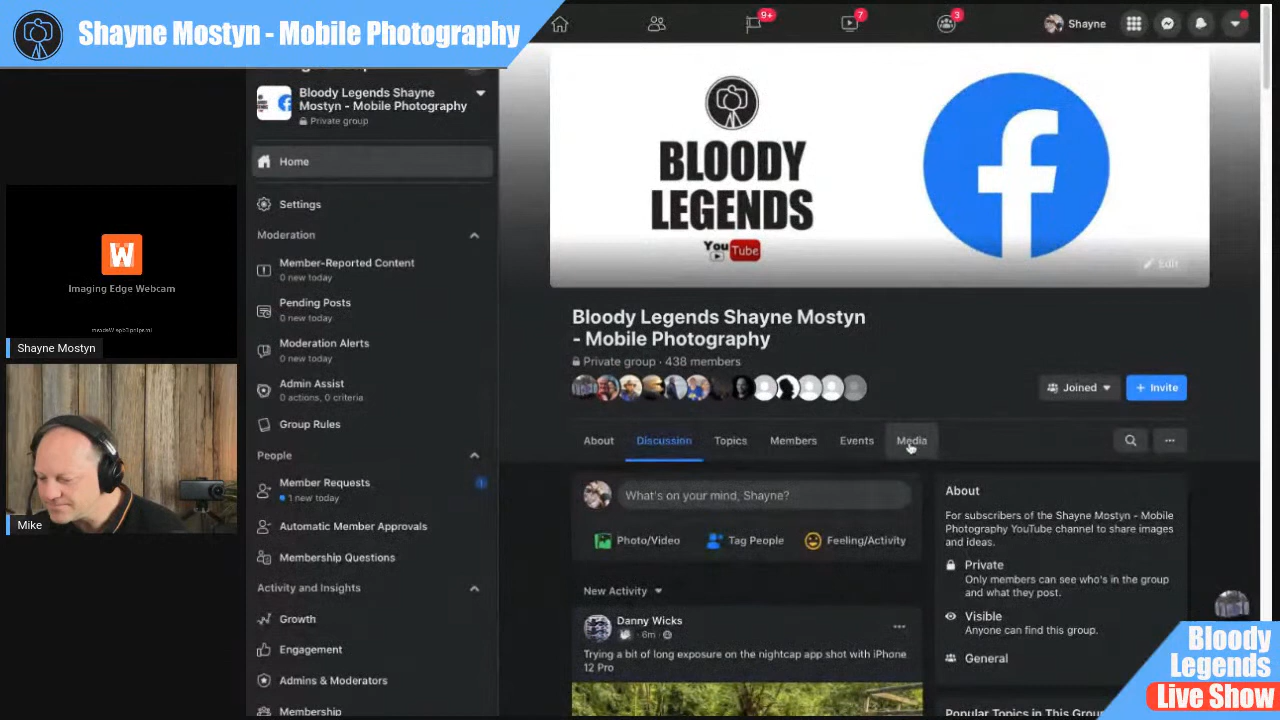 Shayne Mostyn - Mobile Photography
9+
7
3
Shayne
Bloody Legends Shayne
Mostyn - Mobile Photography
Private group
Home
Settings
Moderation
Member-Reported Content
0 new today
Pending Posts
0 new today
Moderation Alerts
0 new today
Admin Assist
0 actions, 0 criteria
Group Rules
People
Member Requests
1 new today
1
Automatic Member Approvals
Membership Questions
Activity and Insights
Growth
Engagement
Admins & Moderators
Membership
W
Imaging Edge Webcam
Shayne Mostyn
Mike
BLOODY
LEGENDS
YouTube
Edit
Bloody Legends Shayne Mostyn
- Mobile Photography
Private group · 438 members
Joined
+ Invite
About
Discussion
Topics
Members
Events
Media
What's on your mind, Shayne?
Photo/Video
Tag People
Feeling/Activity
New Activity
Danny Wicks
6m
Trying a bit of long exposure on the nightcap app shot with iPhone
12 Pro
About
For subscribers of the Shayne Mostyn - Mobile
Photography YouTube channel to share images
and ideas.
Private
Only members can see who's in the group
and what they post.
Visible
Anyone can find this group.
General
Popular Topics in This Grou
Bloody
Legends
Live Show